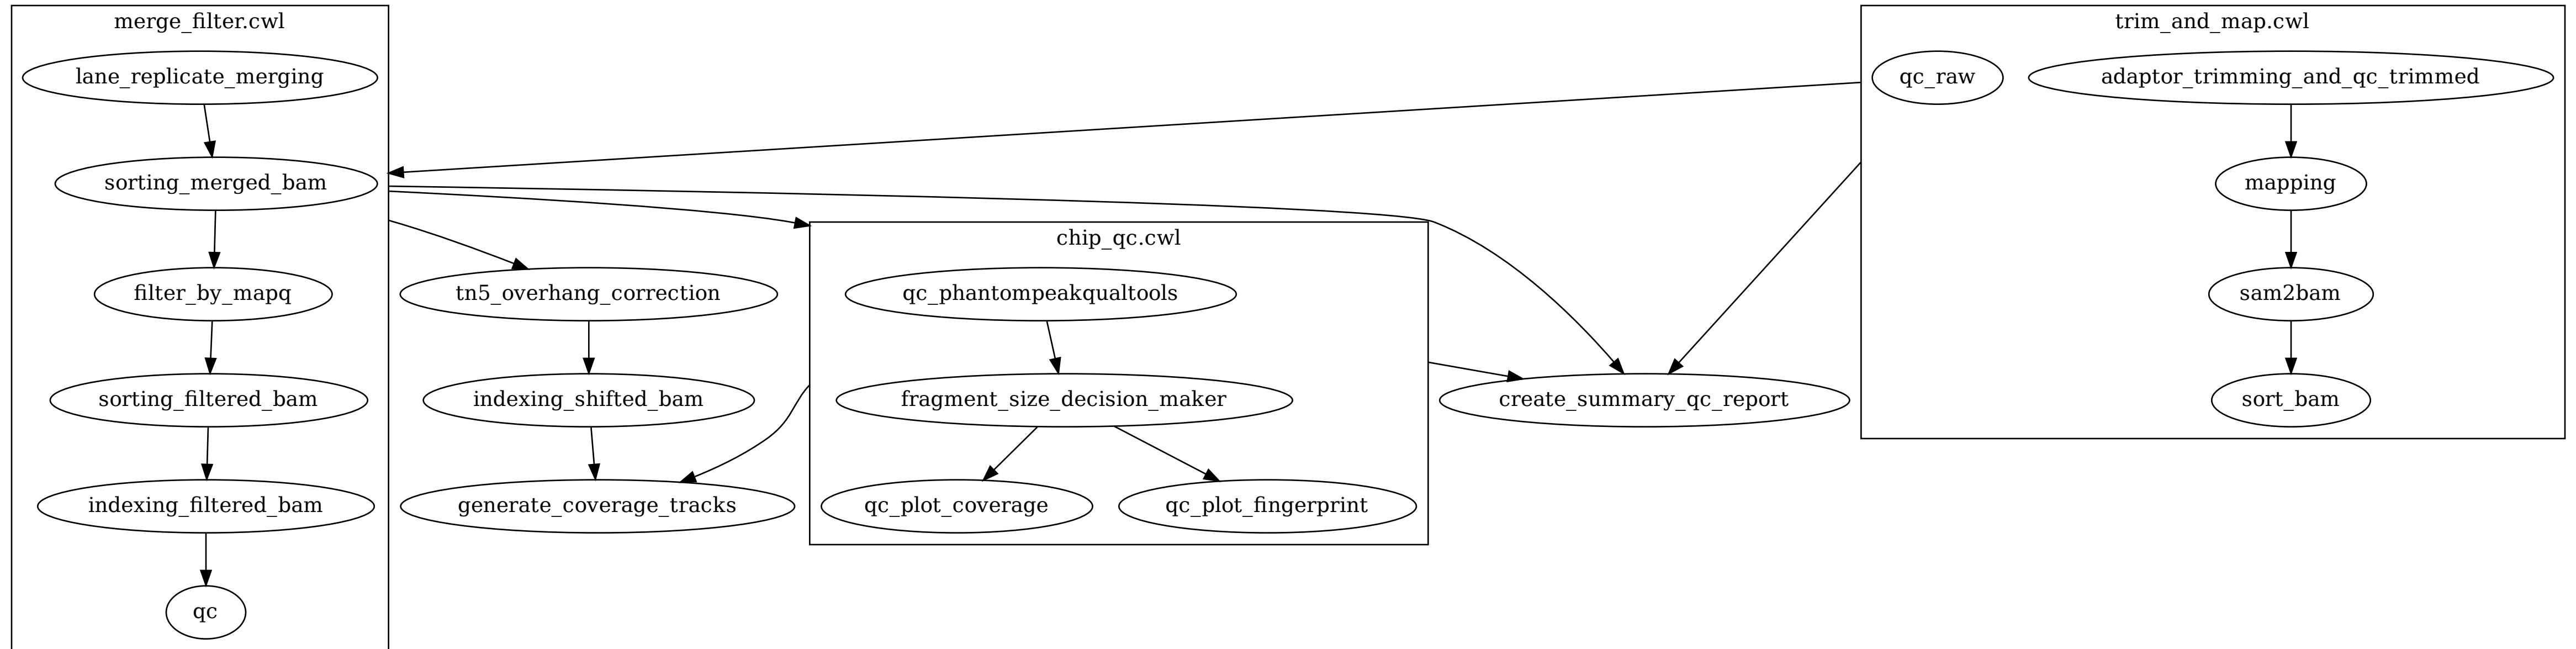 merge_filter.cwl
lane_replicate_merging
sorting_merged_bam
filter_by_mapq
sorting_filtered_bam
indexing_filtered_bam
qc
tn5_overhang_correction
indexing_shifted_bam
generate_coverage_tracks
chip_qc.cwl
qc_phantompeakqualtools
fragment_size_decision_maker
qc_plot_coverage
qc_plot_fingerprint
create_summary_qc_report
trim_and_map.cwl
qc_raw
adaptor_trimming_and_qc_trimmed
mapping
sam2bam
sort_bam